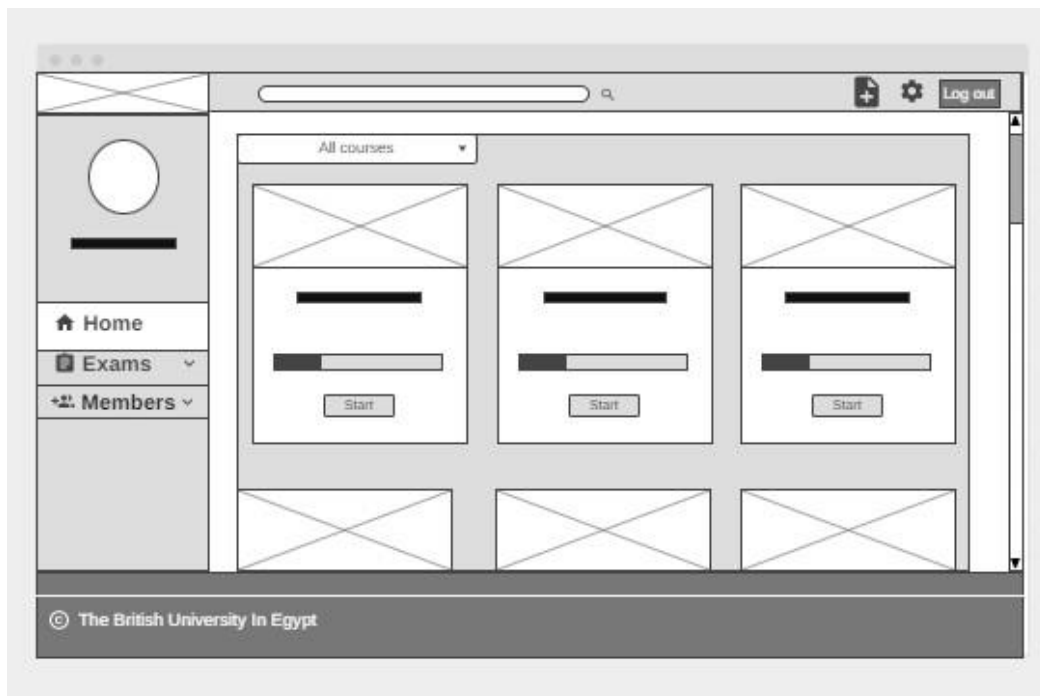 Log out
All courses
Home
Exams
Members
Start
Start
Start
© The British University In Egypt